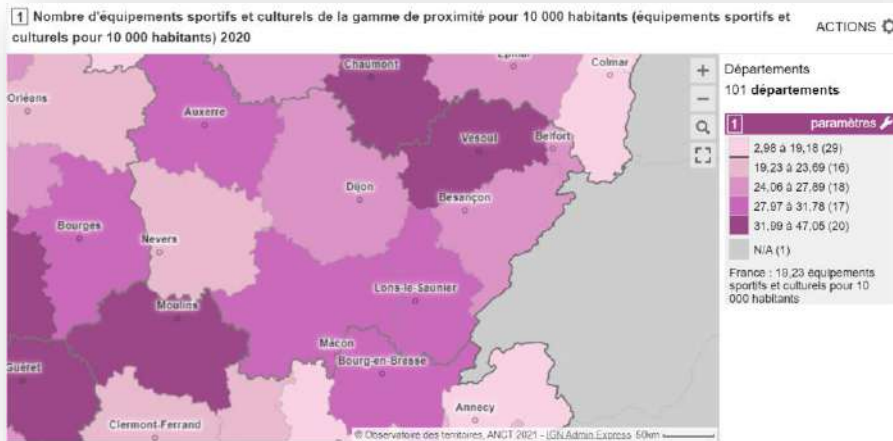 1 Nombre d'équipements sportifs et culturels de la gamme de proximité pour 10 000 habitants (équipements sportifs et
culturels pour 10 000 habitants) 2020
ACTIONS
Chaumont
Épinal
Colmar
Orléans
Auxerre
Vesoul
Belfort
Dijon
Besançon
Bourges
Nevers
Lons-le-Saunier
Moulins
Mâcon
Bourg-en-Bresse
Guéret
Annecy
Clermont-Ferrand
© Observatoire des territoires, ANCT 2021 - IGN Admin Express 50km
Départements
101 départements
1 paramètres
2,98 à 19,18 (29)
19,23 à 23,69 (16)
24,06 à 27,89 (18)
27,97 à 31,78 (17)
31,99 à 47,05 (20)
N/A (1)
France : 19,23 équipements
sportifs et culturels pour 10
000 habitants